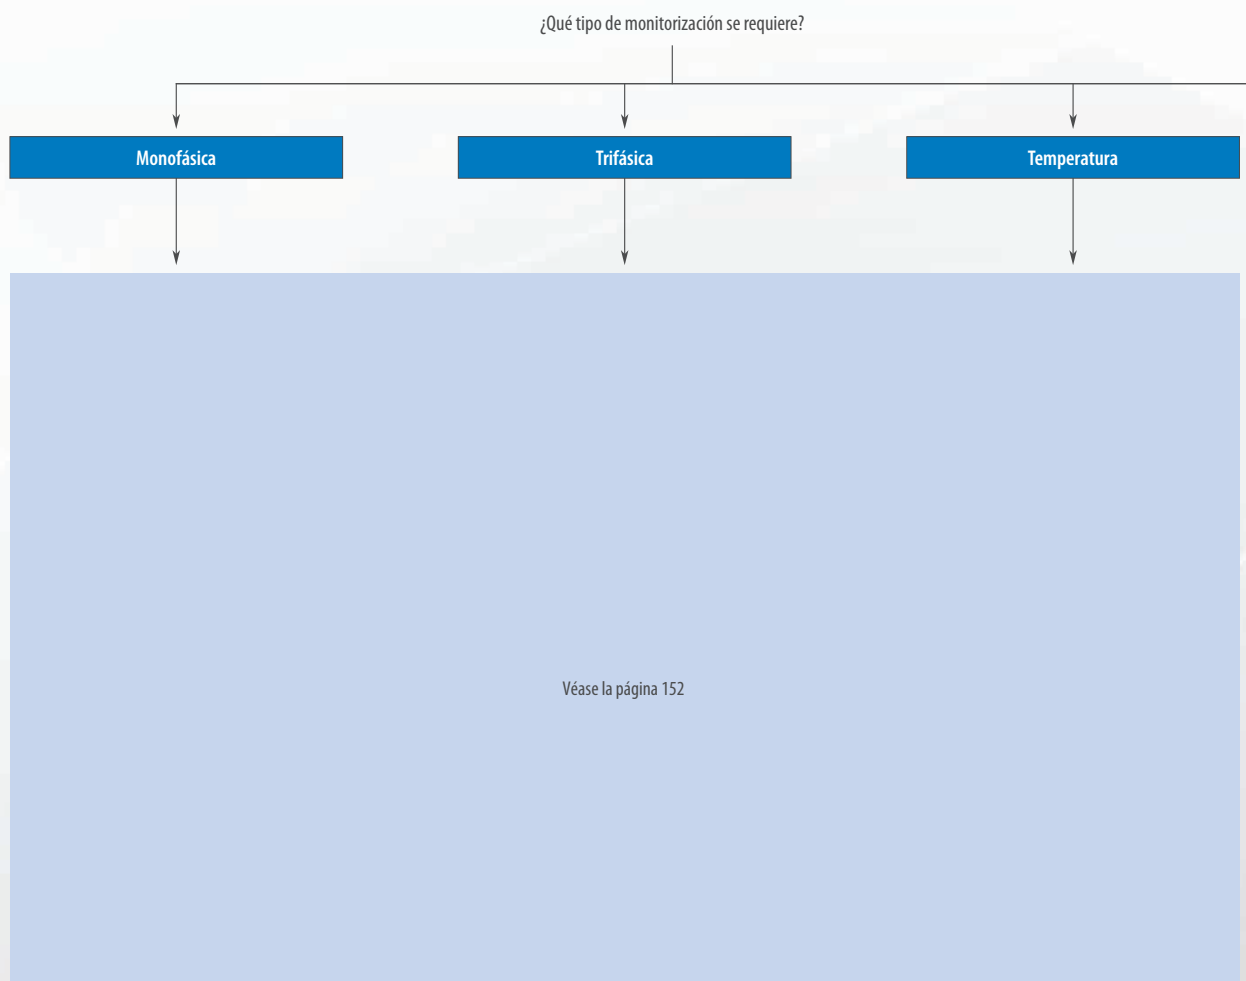 ¿Qué tipo de monitorización se requiere?
Monofásica
Trifásica
Temperatura
Véase la página 152